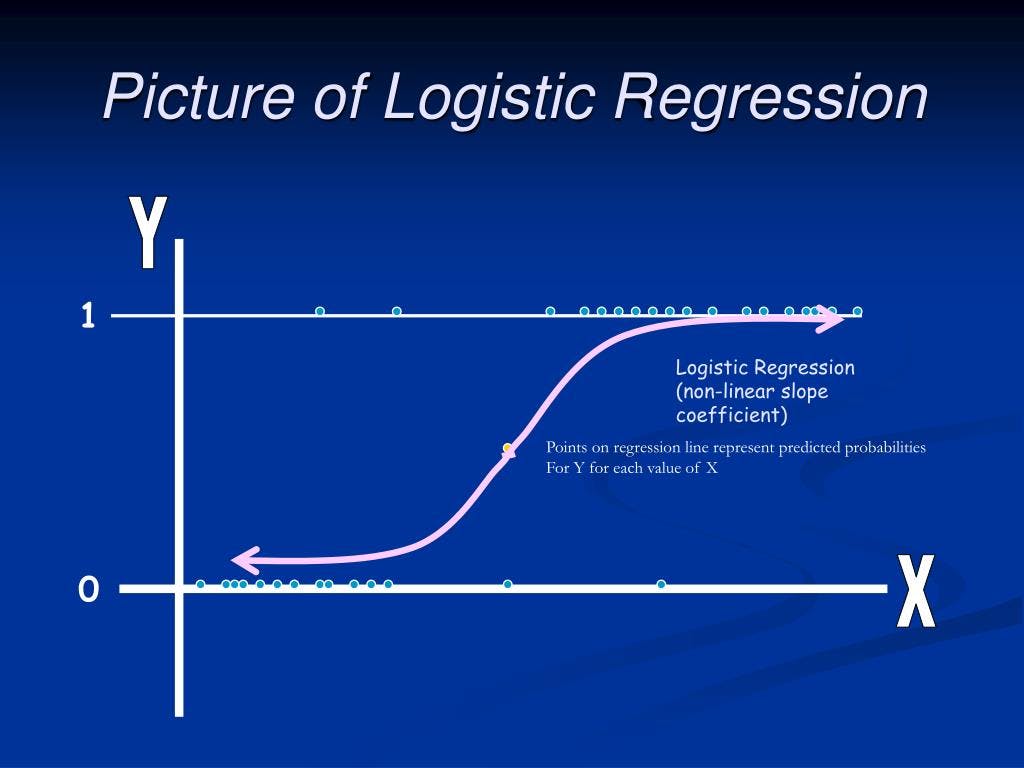 Picture of Logistic Regression
Y
1
Logistic Regression
(non-linear slope
coefficient)
Points on regression line represent predicted probabilities
For Y for each value of X
0
X